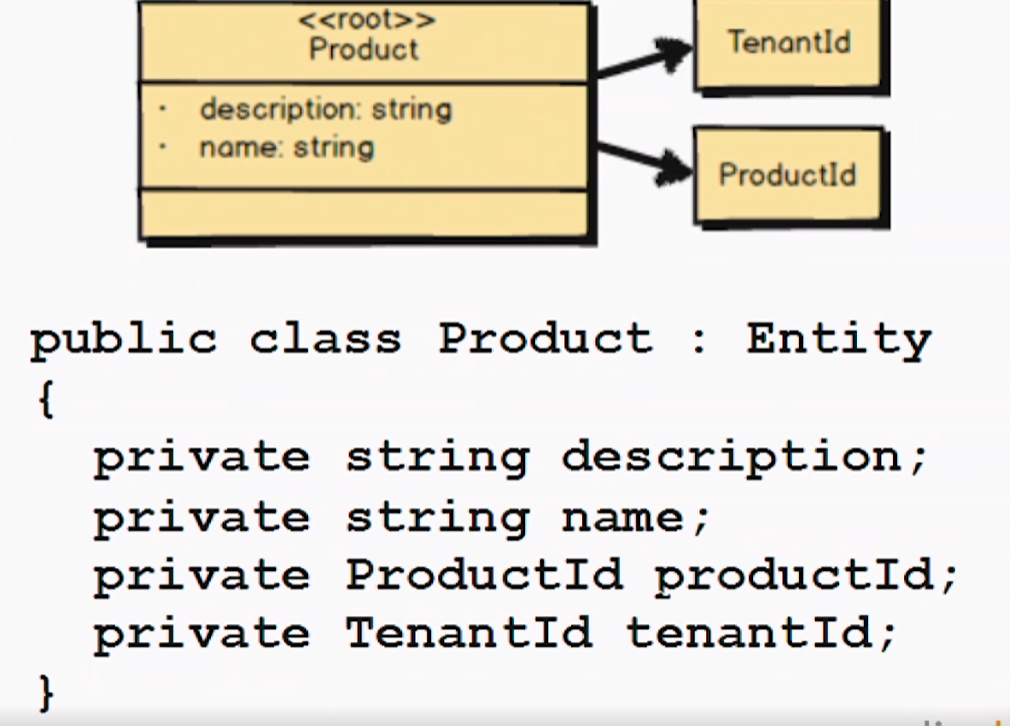 <<root>>
Product
· description: string
· name: string
TenantId
ProductId
public class Product : Entity
{
private string description;
private string name;
private ProductId productId;
private TenantId tenantId;
}